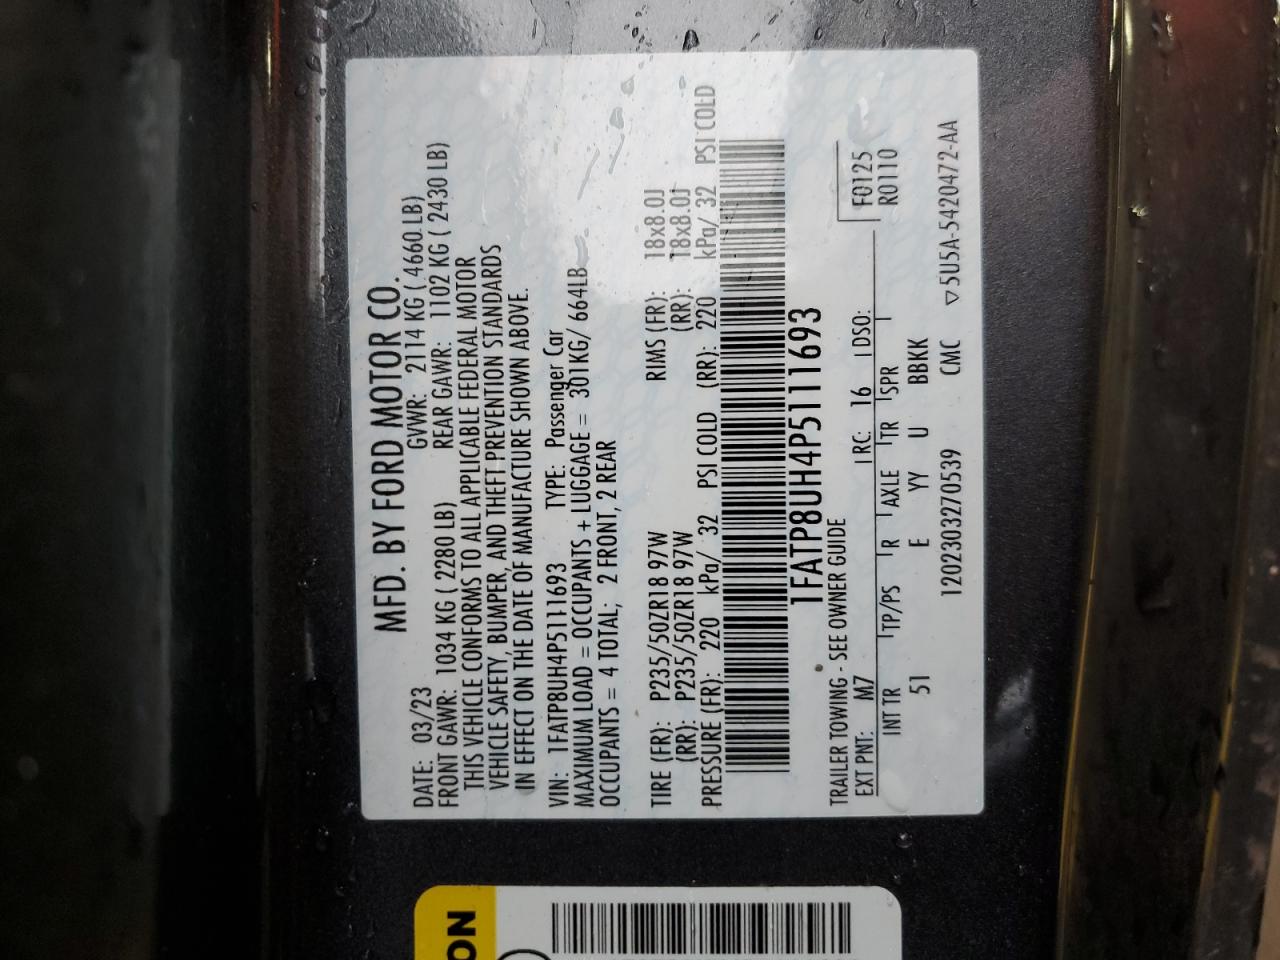 MFD. BY FORD MOTOR CO.
DATE: 03/23 GVWR: 2114 KG ( 4660 LB)
FRONT GAWR: 1034 KG ( 2280 LB) REAR GAWR: 1102 KG ( 2430 LB)
THIS VEHICLE CONFORMS TO ALL APPLICABLE FEDERAL MOTOR
VEHICLE SAFETY, BUMPER, AND THEFT PREVENTION STANDARDS
IN EFFECT ON THE DATE OF MANUFACTURE SHOWN ABOVE.
VIN: 1FATP8UH4P5111693 TYPE: Passenger Car
MAXIMUM LOAD = OCCUPANTS + LUGGAGE = 301KG/ 664LB
OCCUPANTS = 4 TOTAL; 2 FRONT, 2 REAR
TIRE (FR): P235/50ZR18 97W RIMS (FR): 18x8.0J
(RR): P235/50ZR18 97W (RR): 18x8.0J
PRESSURE (FR): 220 kPa/ 32 PSI COLD (RR): 220 kPa/ 32 PSI COLD
1FATP8UH4P5111693
TRAILER TOWING - SEE OWNER GUIDE
F0125
EXT PNT: M7 RC: 16 DSO:
R0110
INT TR TP/PS R AXLE TR SPR
51 E YY U BBKK
1202303270539 CMC ▽5U5A-5420472-AA
ON